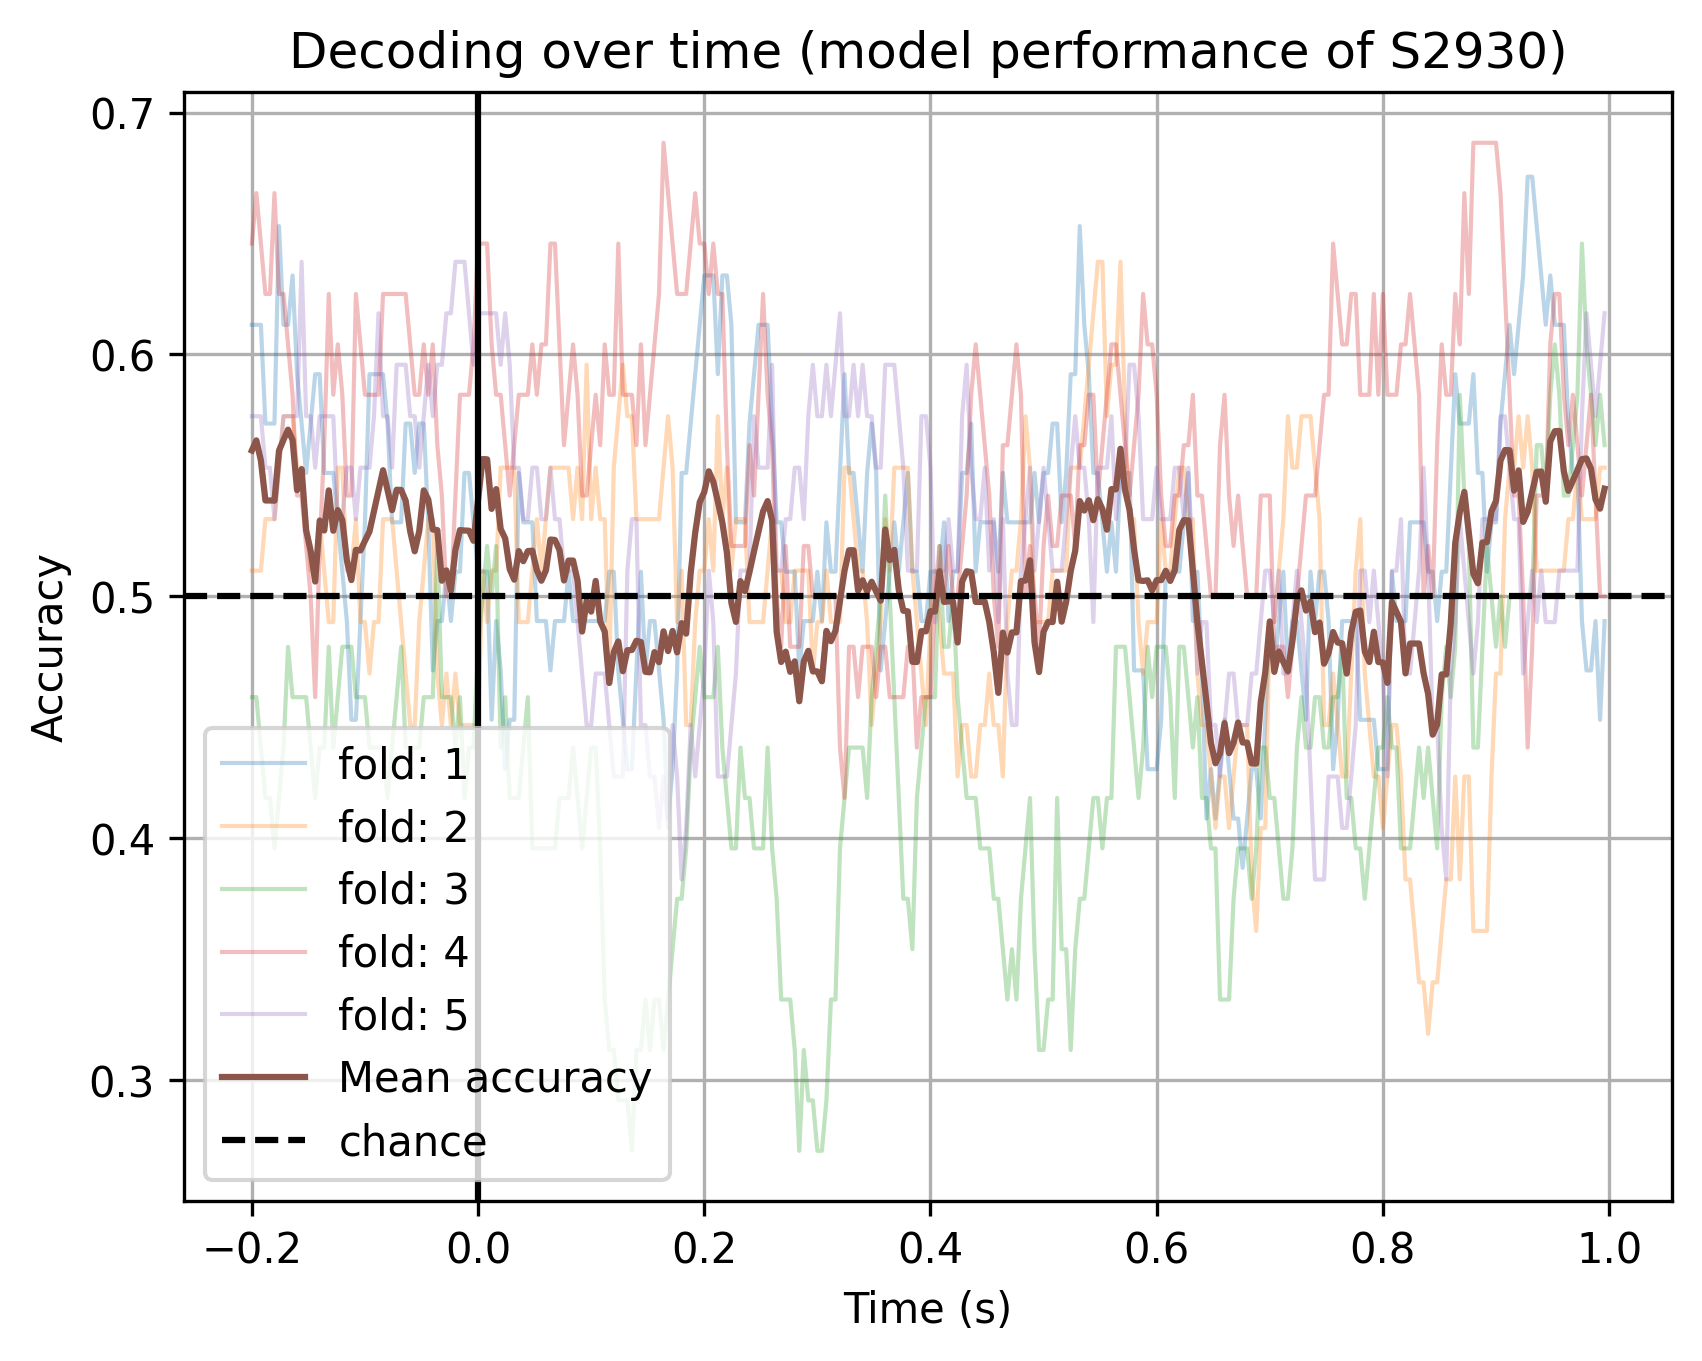 Decoding over time (model performance of S2930)
Accuracy
0.7
0.6
0.5
0.4
0.3
fold: 1
fold: 2
fold: 3
fold: 4
fold: 5
Mean accuracy
chance
−0.2 0.0 0.2 0.4 0.6 0.8 1.0
Time (s)